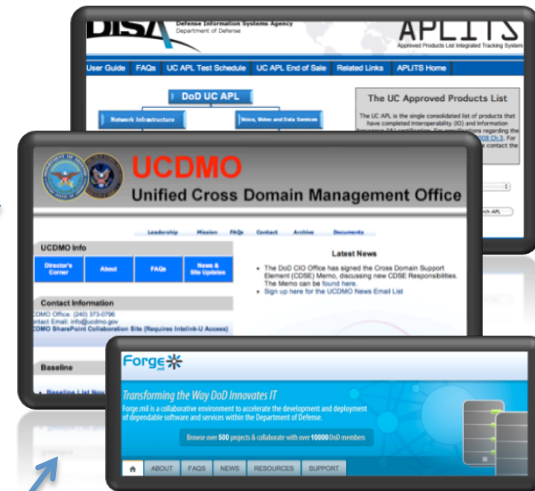 DISA Defense Information Systems Agency
Department of Defense
APLITS
Approved Products List Integrated Tracking System
User Guide FAQs UC APL Test Schedule UC APL End of Sale Related Links APLITS Home
DoD UC APL
Network Infrastructure
Voice, Video and Data Services
The UC Approved Products List
The UC APL is the single consolidated list of products that
have completed Interoperability (IO) and Information
UCDMO
Unified Cross Domain Management Office
Leadership Mission FAQs Contact Archive Documents
UCDMO Info
Director's Corner About FAQs News & Site Updates
Contact Information
CDMO Office: (240) 373-0796
ntact Email: info@ucdmo.gov
CDMO SharePoint Collaboration Site (Requires Intelink-U Access)
Baseline
Latest News
The DoD CIO Office has signed the Cross Domain Support
Element (CDSE) Memo, discussing new CDSE Responsibilities.
The Memo can be found here.
Sign up here for the UCDMO News Email List
Forge
Transforming the Way DoD Innovates IT
Forge.mil is a collaborative environment to accelerate the development and deployment
of dependable software and services within the Department of Defense.
Browse over 500 projects & collaborate with over 10000 DoD members
ABOUT FAQS NEWS RESOURCES SUPPORT